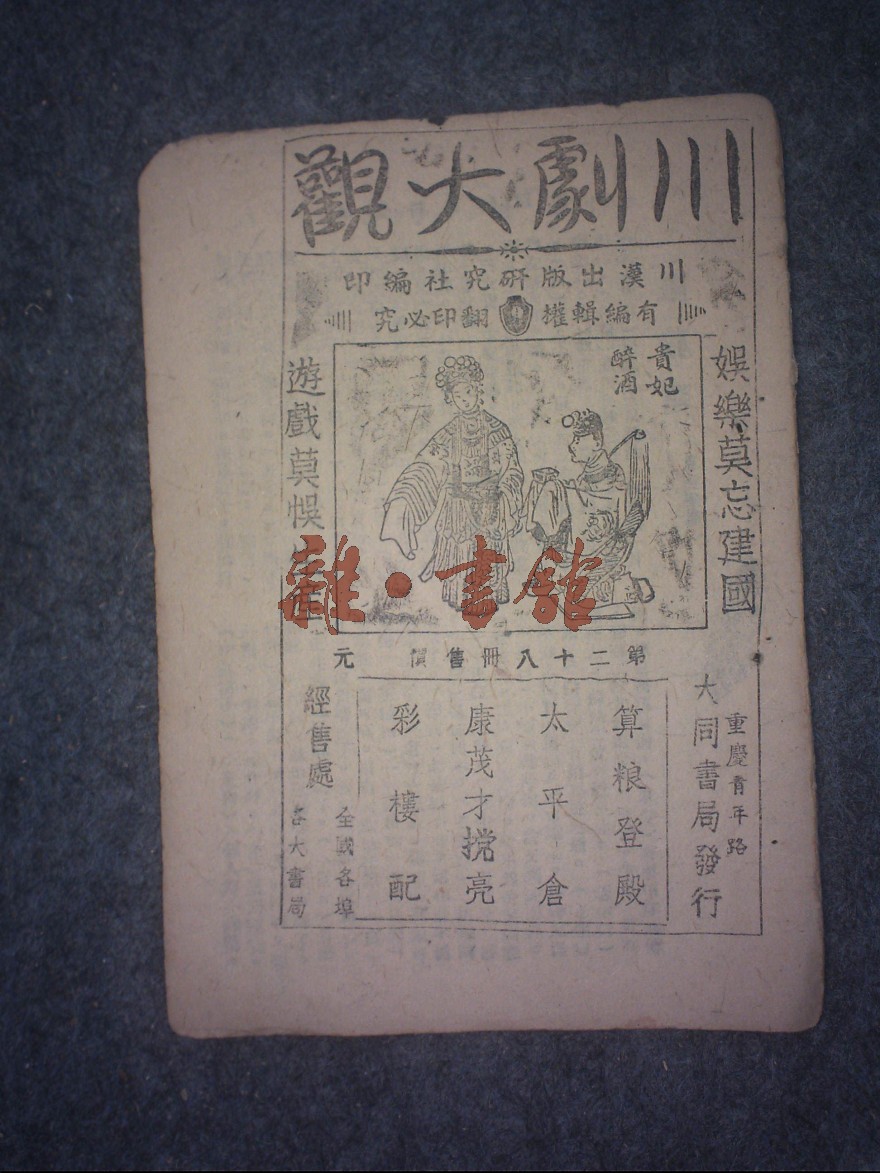 川劇大觀
川漢出版研究社編印
有編輯權 翻印必究
娛樂莫忘建國
貴妃
醉酒
遊戲莫悞
第二十八冊售價 元
重慶青年路
大同書局發行
算粮登殿
太平倉
康茂才挡亮
彩樓配
經售處
全國各埠
各大書局
雜·書舘